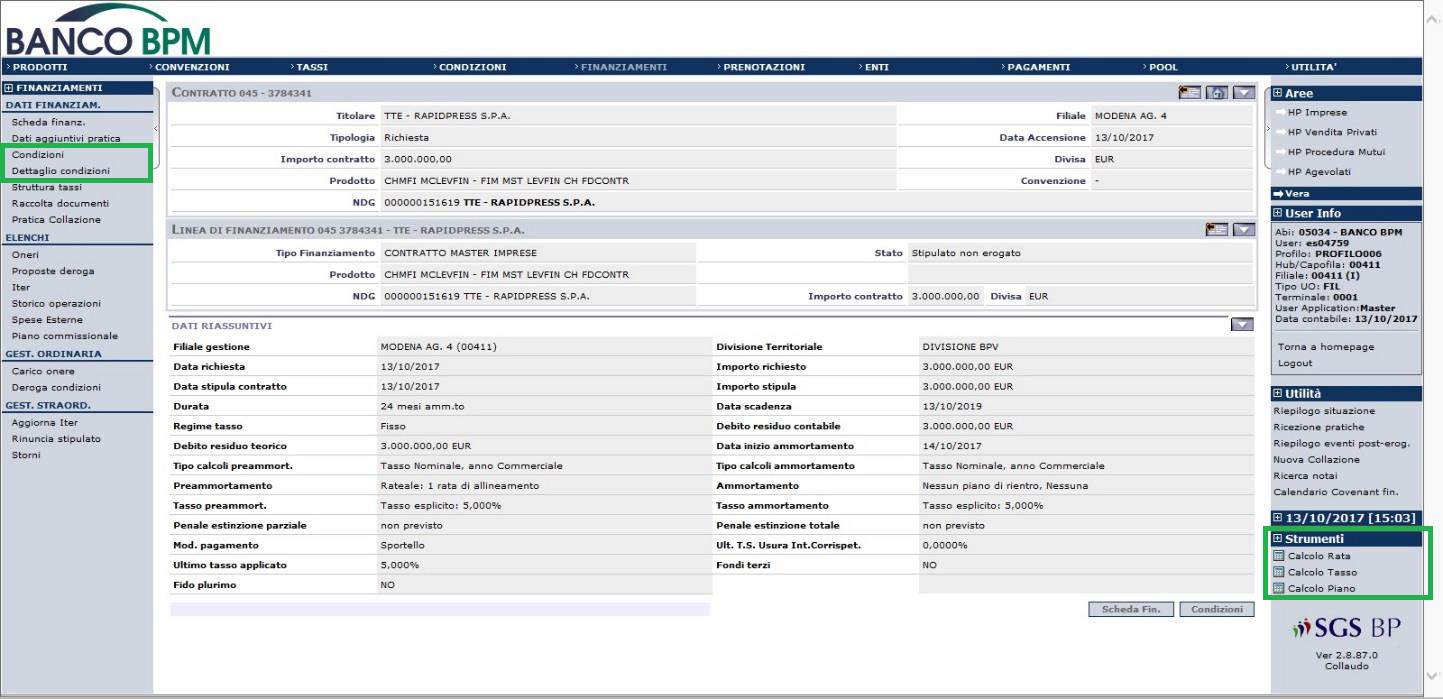 BANCO BPM
PRODOTTI CONVENZIONI TASSI CONDIZIONI FINANZIAMENTI PRENOTAZIONI ENTI PAGAMENTI POOL UTILITA'
FINANZIAMENTI
DATI FINANZIAM.
Scheda finanz.
Dati aggiuntivi pratica
Condizioni
Dettaglio condizioni
Struttura tassi
Raccolta documenti
Pratica Collazione
ELENCHI
Oneri
Proposte deroga
Iter
Storico operazioni
Spese Esterne
Piano commissionale
GEST. ORDINARIA
Carico onere
Deroga condizioni
GEST. STRAORD.
Aggiorna Iter
Rinuncia stipulato
Storni
CONTRATTO 045 - 3784341
Titolare TTE - RAPIDPRESS S.P.A. Filiale MODENA AG. 4
Tipologia Richiesta Data Accensione 13/10/2017
Importo contratto 3.000.000,00 Divisa EUR
Prodotto CHMFI MCLEVFIN - FIM MST LEVFIN CH FDCONTR Convenzione -
NDG 000000151619 TTE - RAPIDPRESS S.P.A.
LINEA DI FINANZIAMENTO 045 3784341 - TTE - RAPIDPRESS S.P.A.
Tipo Finanziamento CONTRATTO MASTER IMPRESE Stato Stipulato non erogato
Prodotto CHMFI MCLEVFIN - FIM MST LEVFIN CH FDCONTR
NDG 000000151619 TTE - RAPIDPRESS S.P.A. Importo contratto 3.000.000,00 Divisa EUR
DATI RIASSUNTIVI
Filiale gestione MODENA AG. 4 (00411) Divisione Territoriale DIVISIONE BPV
Data richiesta 13/10/2017 Importo richiesto 3.000.000,00 EUR
Data stipula contratto 13/10/2017 Importo stipula 3.000.000,00 EUR
Durata 24 mesi amm.to Data scadenza 13/10/2019
Regime tasso Fisso Debito residuo contabile 3.000.000,00 EUR
Debito residuo teorico 3.000.000,00 EUR Data inizio ammortamento 14/10/2017
Tipo calcoli preammort. Tasso Nominale, anno Commerciale Tipo calcoli ammortamento Tasso Nominale, anno Commerciale
Preammortamento Rateale: 1 rata di allineamento Ammortamento Nessun piano di rientro, Nessuna
Tasso preammort. Tasso esplicito: 5,000% Tasso ammortamento Tasso esplicito: 5,000%
Penale estinzione parziale non previsto Penale estinzione totale non previsto
Mod. pagamento Sportello Ult. T.S. Usura Int.Corrispet. 0,0000%
Ultimo tasso applicato 5,000% Fondi terzi NO
Fido plurimo NO
Scheda Fin. Condizioni
Aree
HP Imprese
HP Vendita Privati
HP Procedura Mutui
HP Agevolati
Vera
User Info
Abi: 05034 - BANCO BPM
User: es04759
Profilo: PROFILO006
Hub/Capofila: 00411
Filiale: 00411 (I)
Tipo UO: FIL
Terminale: 0001
User Application:Master
Data contabile: 13/10/2017
Torna a homepage
Logout
Utilità
Riepilogo situazione
Ricezione pratiche
Riepilogo eventi post-erog.
Nuova Collazione
Ricerca notai
Calendario Covenant fin.
13/10/2017 [15:03]
Strumenti
Calcolo Rata
Calcolo Tasso
Calcolo Piano
SGS BP
Ver 2.8.87.0
Collaudo